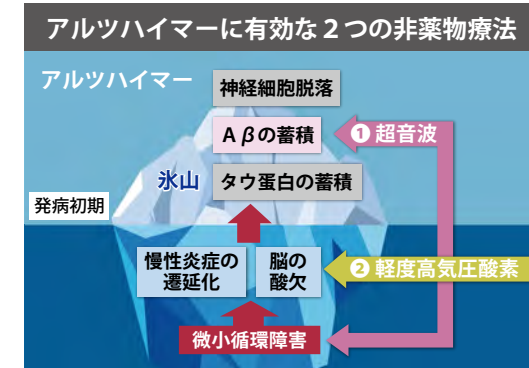 アルツハイマーに有効な2つの非薬物療法
アルツハイマー
神経細胞脱落
Aβの蓄積
❶ 超音波
氷山
タウ蛋白の蓄積
発病初期
慢性炎症の
遷延化
脳の
酸欠
❷ 軽度高気圧酸素
微小循環障害